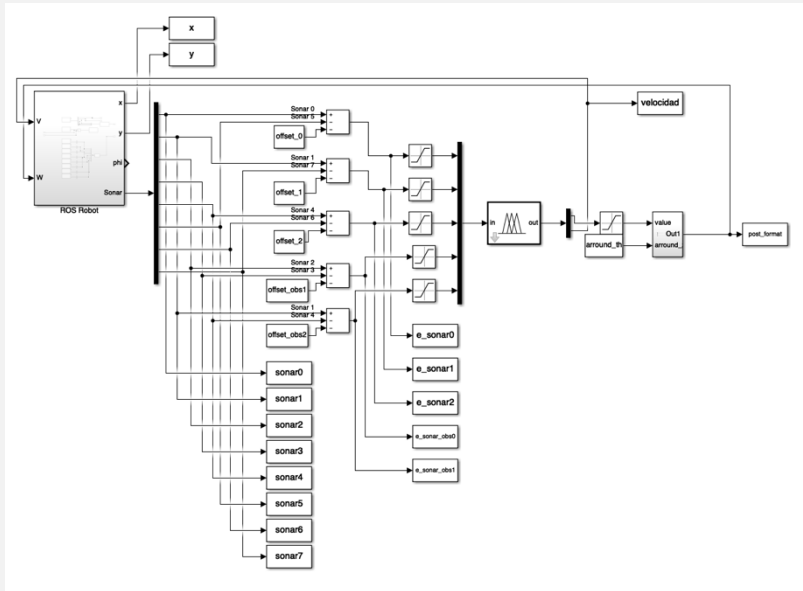 x
y
V
W
x
y
phi
Sonar
ROS Robot
velocidad
Sonar 0
Sonar 5
offset_0
Sonar 1
Sonar 7
offset_1
Sonar 4
Sonar 6
offset_2
Sonar 2
Sonar 3
offset_obs1
Sonar 1
Sonar 4
offset_obs2
in
out
arround_th
value
Out1
arround_
post_format
e_sonar0
e_sonar1
e_sonar2
e_sonar_obs0
e_sonar_obs1
sonar0
sonar1
sonar2
sonar3
sonar4
sonar5
sonar6
sonar7